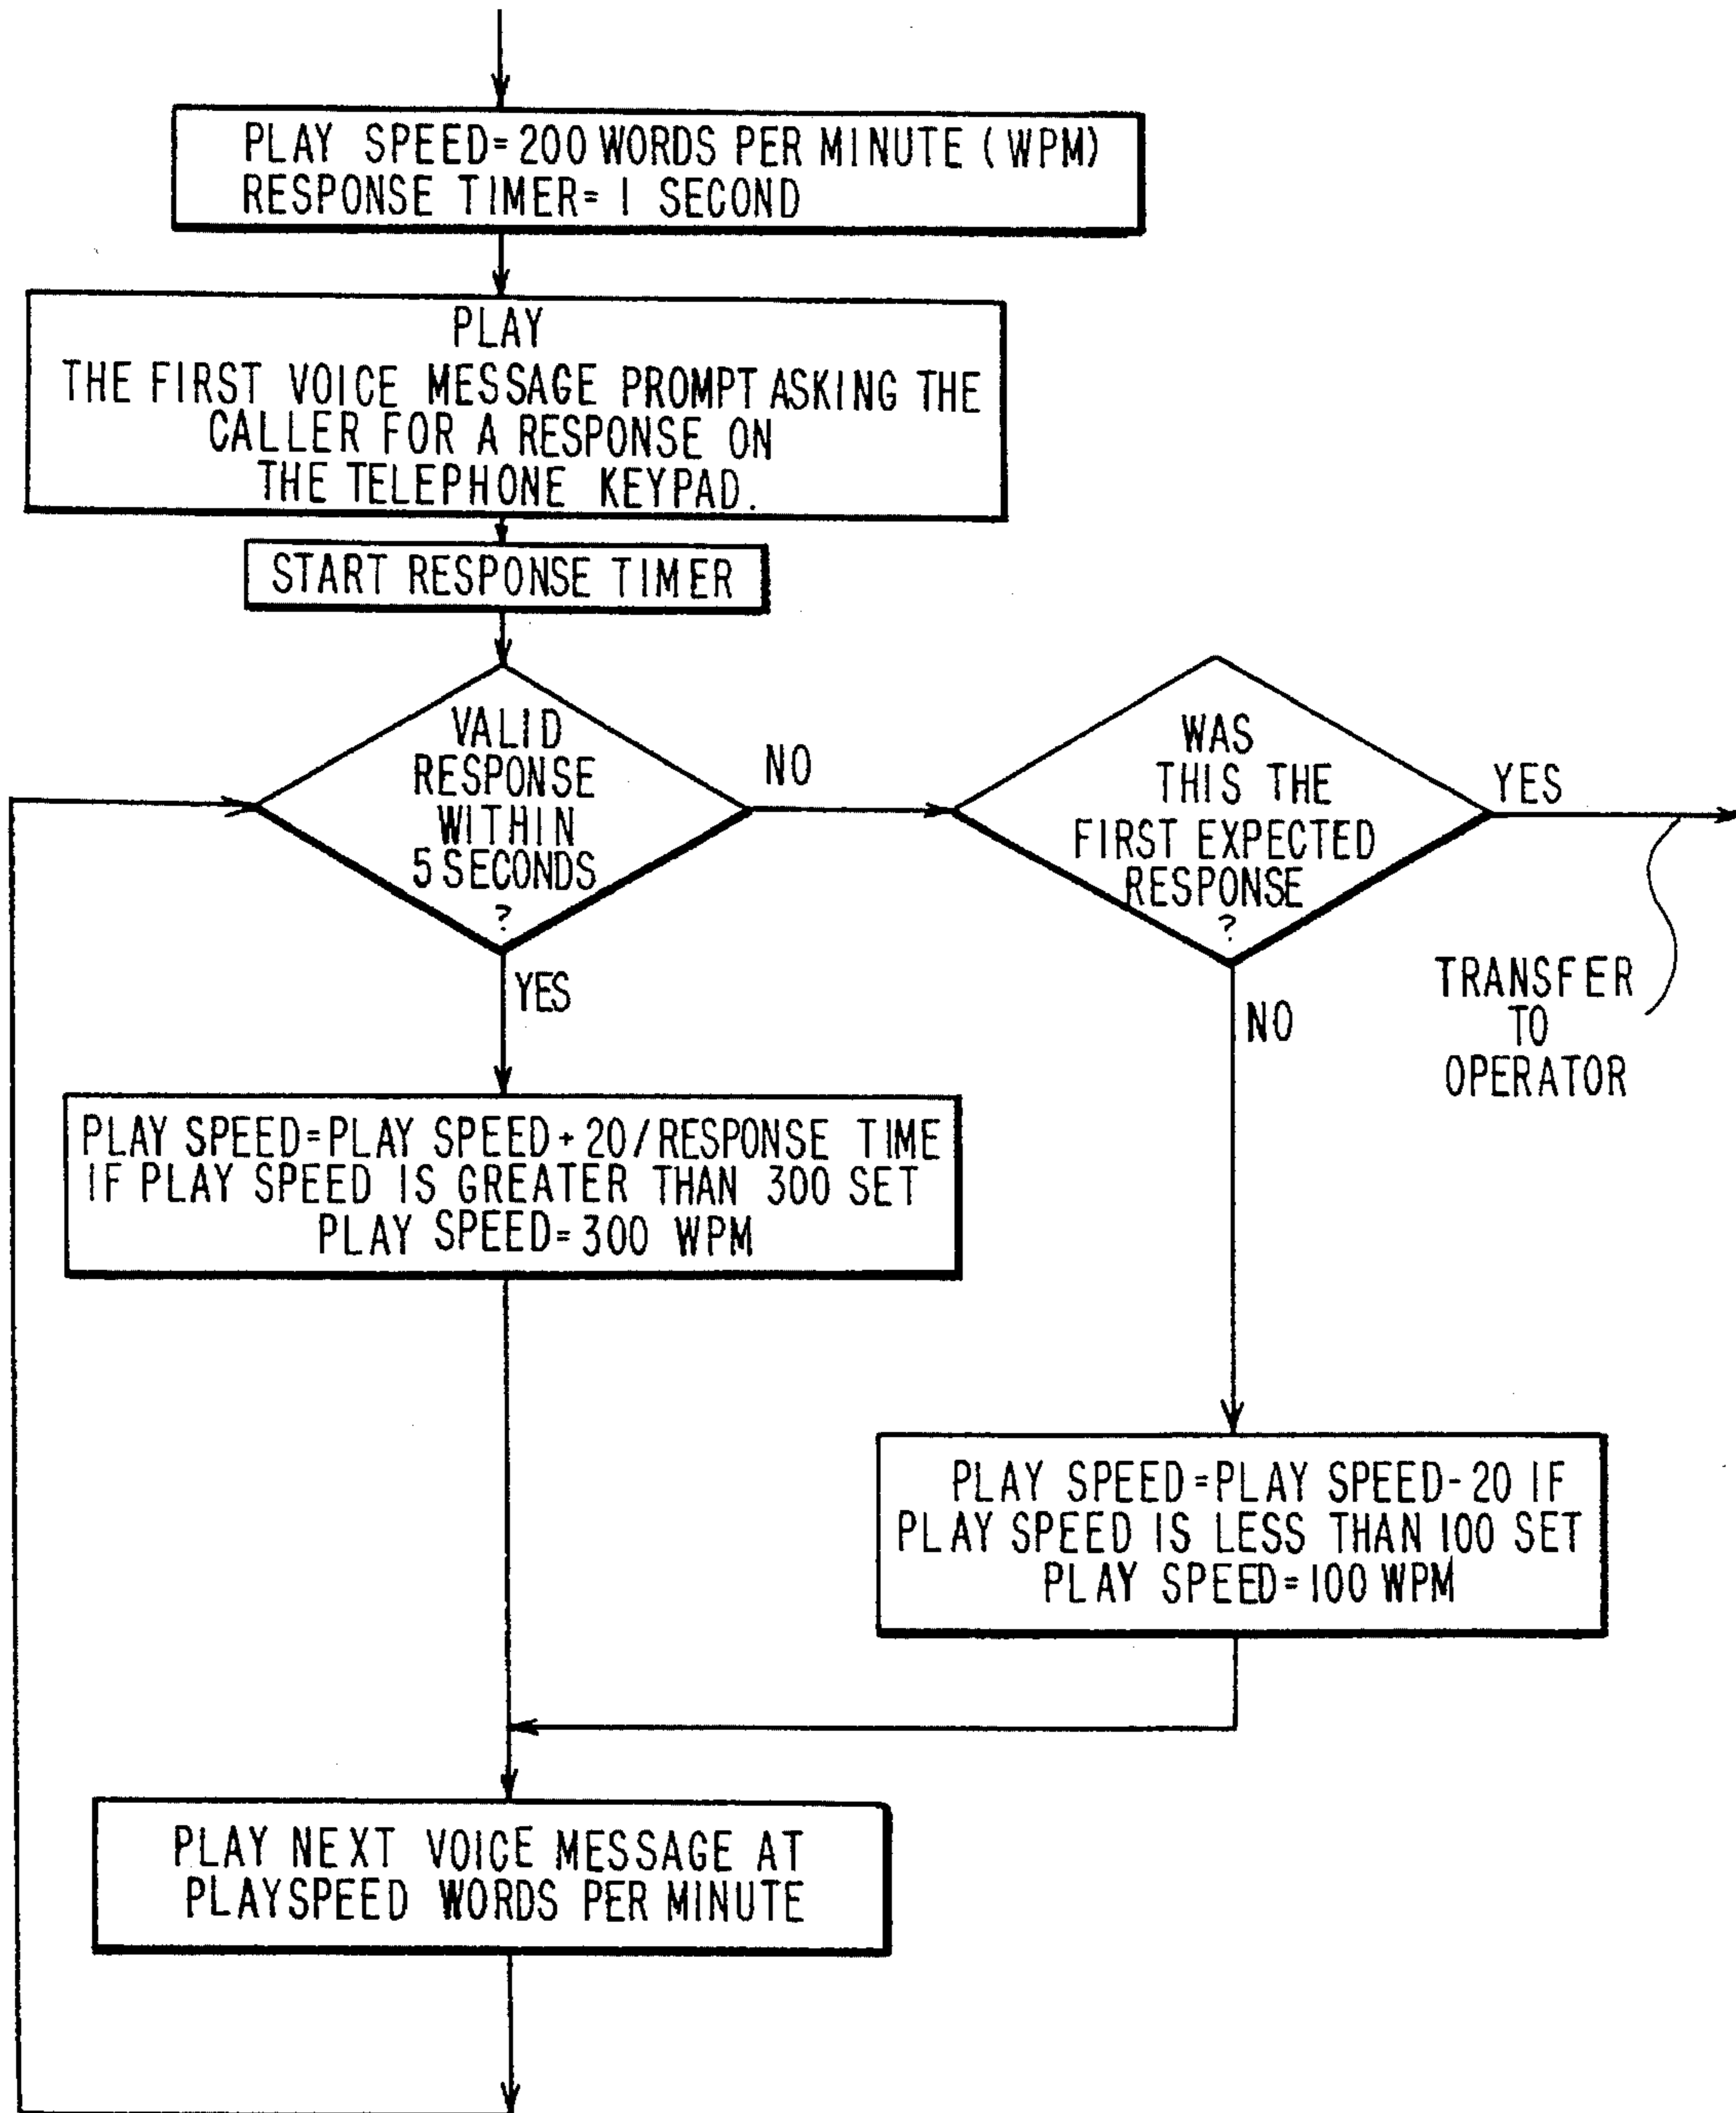 PLAY SPEED=200 WORDS PER MINUTE (WPM)
RESPONSE TIMER= 1 SECOND
PLAY
THE FIRST VOICE MESSAGE PROMPT ASKING THE
CALLER FOR A RESPONSE ON
THE TELEPHONE KEYPAD.
START RESPONSE TIMER
VALID
RESPONSE
WITHIN
5 SECONDS
?
NO
WAS
THIS THE
FIRST EXPECTED
RESPONSE
?
YES
TRANSFER
TO
OPERATOR
YES
NO
PLAY SPEED=PLAY SPEED+20/RESPONSE TIME
IF PLAY SPEED IS GREATER THAN 300 SET
PLAY SPEED=300 WPM
PLAY SPEED=PLAY SPEED-20 IF
PLAY SPEED IS LESS THAN 100 SET
PLAY SPEED=100 WPM
PLAY NEXT VOICE MESSAGE AT
PLAYSPEED WORDS PER MINUTE